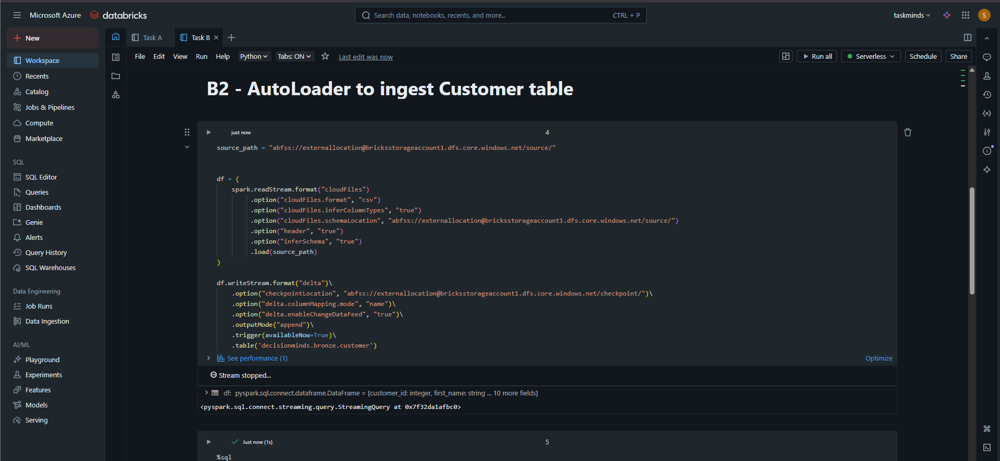 Microsoft Azure databricks
Search data, notebooks, recents, and more... CTRL + P
taskminds
S
New
Workspace
Recents
Catalog
Jobs & Pipelines
Compute
Marketplace
SQL
SQL Editor
Queries
Dashboards
Genie
Alerts
Query History
SQL Warehouses
Data Engineering
Job Runs
Data Ingestion
AI/ML
Playground
Experiments
Features
Models
Serving
Task A
Task B
File Edit View Run Help Python Tabs: ON Last edit was now
Run all Serverless Schedule Share
B2 - AutoLoader to ingest Customer table
just now 4
source_path = "abfss://externallocation@bricksstorageaccount1.dfs.core.windows.net/source/"
df = (
spark.readStream.format("cloudFiles")
.option("cloudFiles.format", "csv")
.option("cloudFiles.inferColumnTypes", "true")
.option("cloudFiles.schemaLocation", "abfss://externallocation@bricksstorageaccount1.dfs.core.windows.net/source/")
.option("header", "true")
.option("inferSchema", "true")
.load(source_path)
)
df.writeStream.format("delta")\
.option("checkpointLocation", "abfss://externallocation@bricksstorageaccount1.dfs.core.windows.net/checkpoint/")\
.option("delta.columnMapping.mode", "name")\
.option("delta.enableChangeDataFeed", "true")\
.outputMode("append")\
.trigger(availableNow=True)\
.table('decisionminds.bronze.customer')
See performance (1) Optimize
Stream stopped...
df: pyspark.sql.connect.dataframe.DataFrame = [customer_id: integer, first_name: string ... 10 more fields]
<pyspark.sql.connect.streaming.query.StreamingQuery at 0x7f32da1afbc0>
Just now (1s) 5
%sql